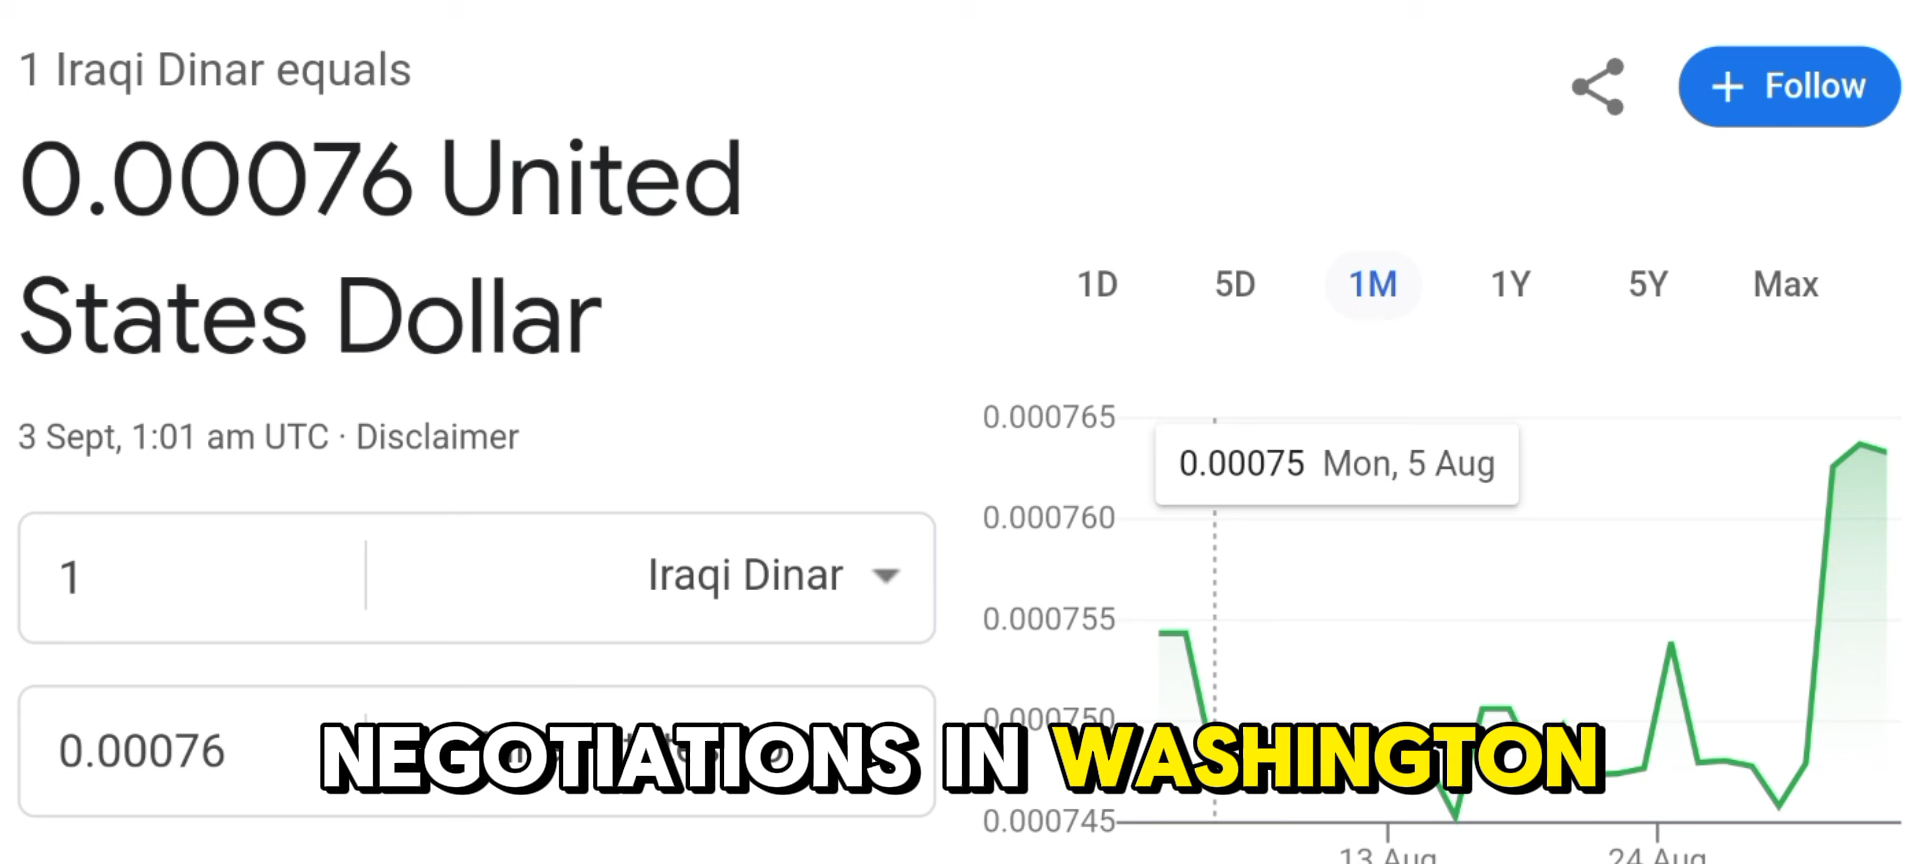 1 Iraqi Dinar equals
0.00076 United
States Dollar
3 Sept, 1:01 am UTC · Disclaimer
1
Iraqi Dinar
0.00076
+ Follow
1D 5D 1M 1Y 5Y Max
0.000765
0.00075 Mon, 5 Aug
0.000760
0.000755
0.000750
0.000745
13 Aug
24 Aug
NEGOTIATIONS IN WASHINGTON